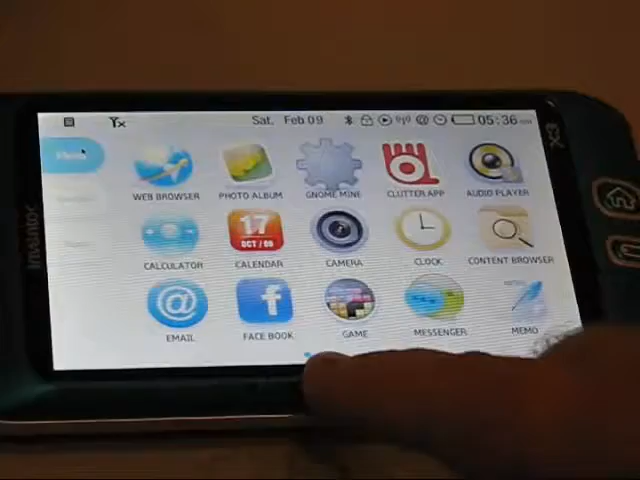 Sat, Feb 09 05:36
WEB BROWSER PHOTO ALBUM GNOME MINE CLUTTER APP AUDIO PLAYER
17
OCT / 09
CALCULATOR CALENDAR CAMERA CLOCK CONTENT BROWSER
EMAIL FACE BOOK GAME MESSENGER MEMO